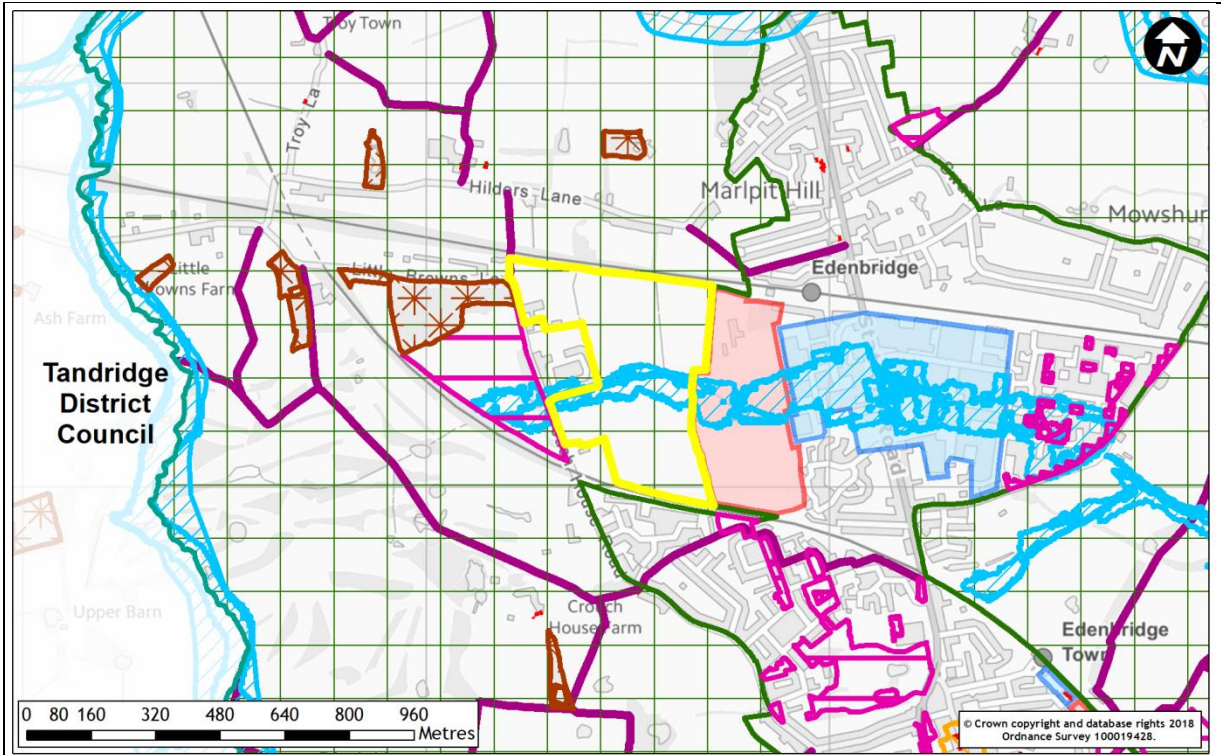 Troy Town
N
Troy La
Hilders Lane
Marlpit Hill
Mowshur
Edenbridge
Little
Browns La
Ash Farm
Tandridge
District
Council
Upper Barn
Crouch
House Farm
Edenbridge
Town
0 80 160 320 480 640 800 960
Metres
© Crown copyright and database rights 2018
Ordnance Survey 100019428.